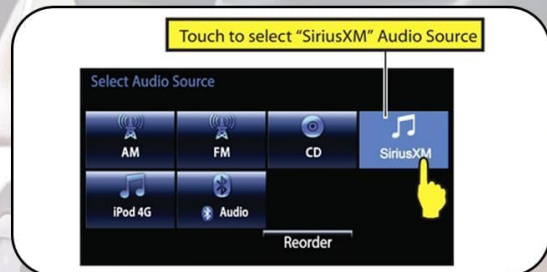 Touch to select “SiriusXM” Audio Source
Select Audio Source
AM
FM
CD
SiriusXM
iPod 4G
Audio
Reorder